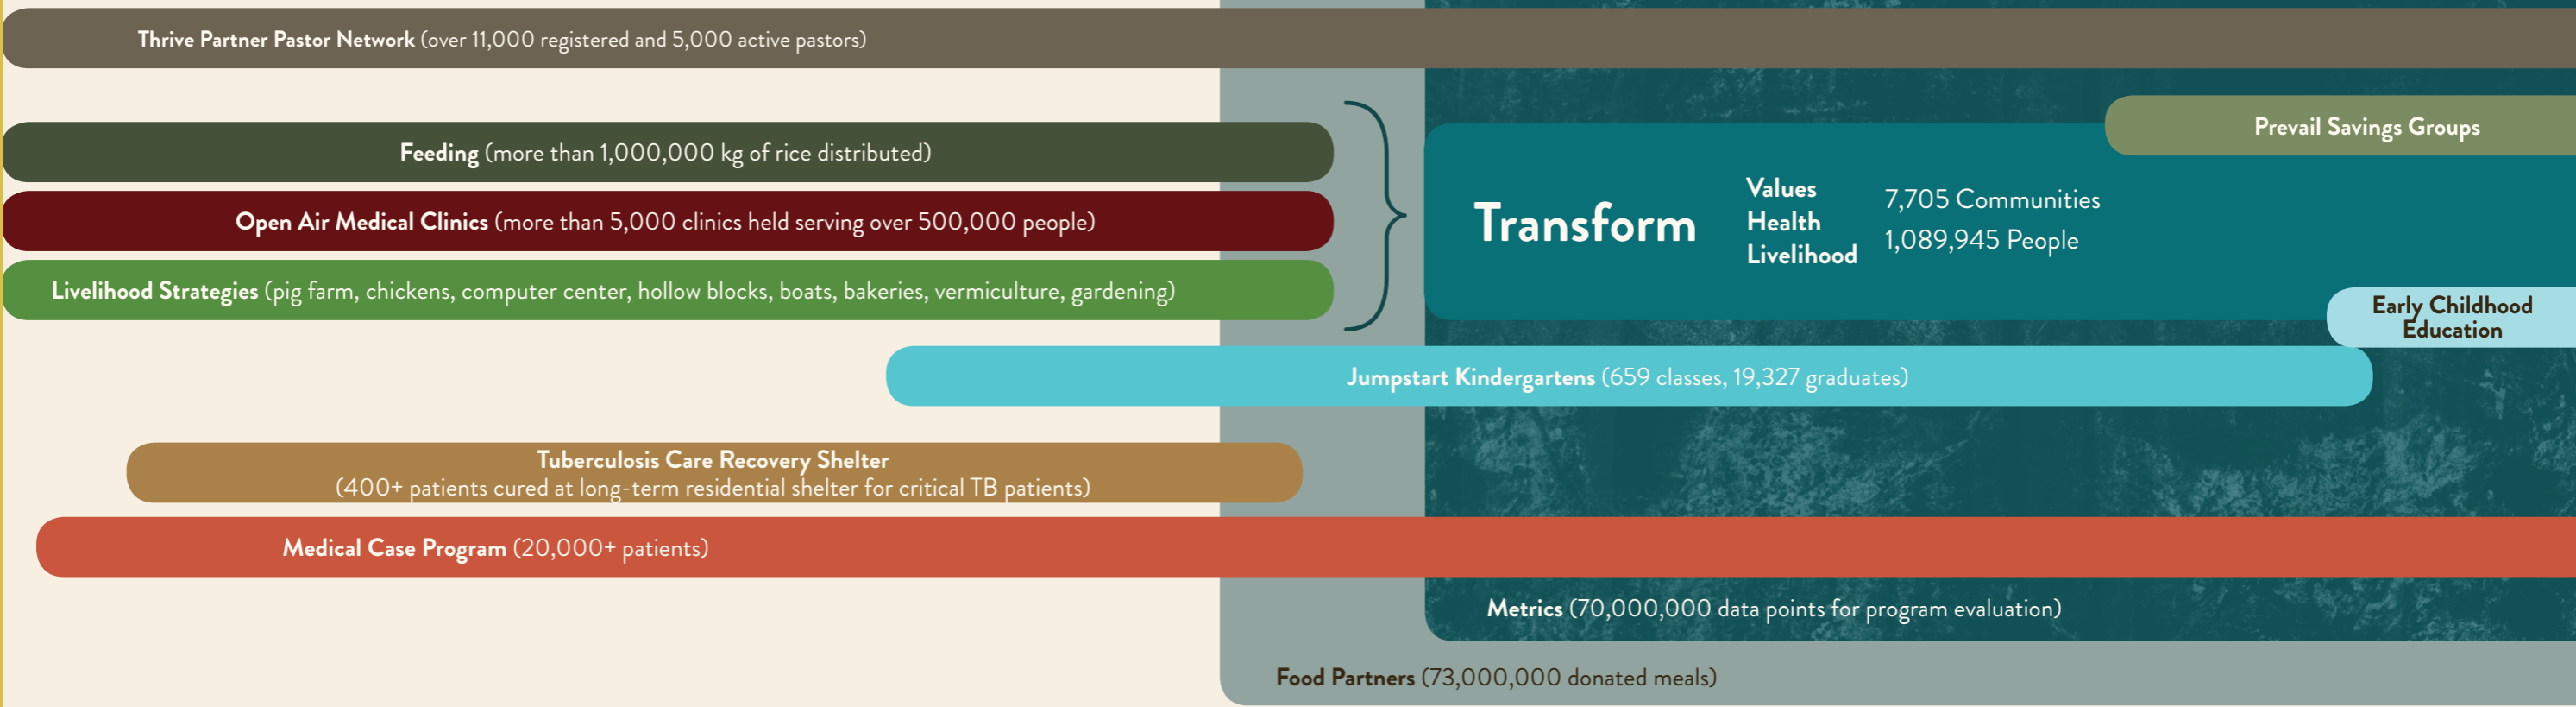 Thrive Partner Pastor Network (over 11,000 registered and 5,000 active pastors)
Feeding (more than 1,000,000 kg of rice distributed)
Open Air Medical Clinics (more than 5,000 clinics held serving over 500,000 people)
Livelihood Strategies (pig farm, chickens, computer center, hollow blocks, boats, bakeries, vermiculture, gardening)
Prevail Savings Groups
Transform
Values
Health
Livelihood
7,705 Communities
1,089,945 People
Early Childhood
Education
Jumpstart Kindergartens (659 classes, 19,327 graduates)
Tuberculosis Care Recovery Shelter
(400+ patients cured at long-term residential shelter for critical TB patients)
Medical Case Program (20,000+ patients)
Metrics (70,000,000 data points for program evaluation)
Food Partners (73,000,000 donated meals)